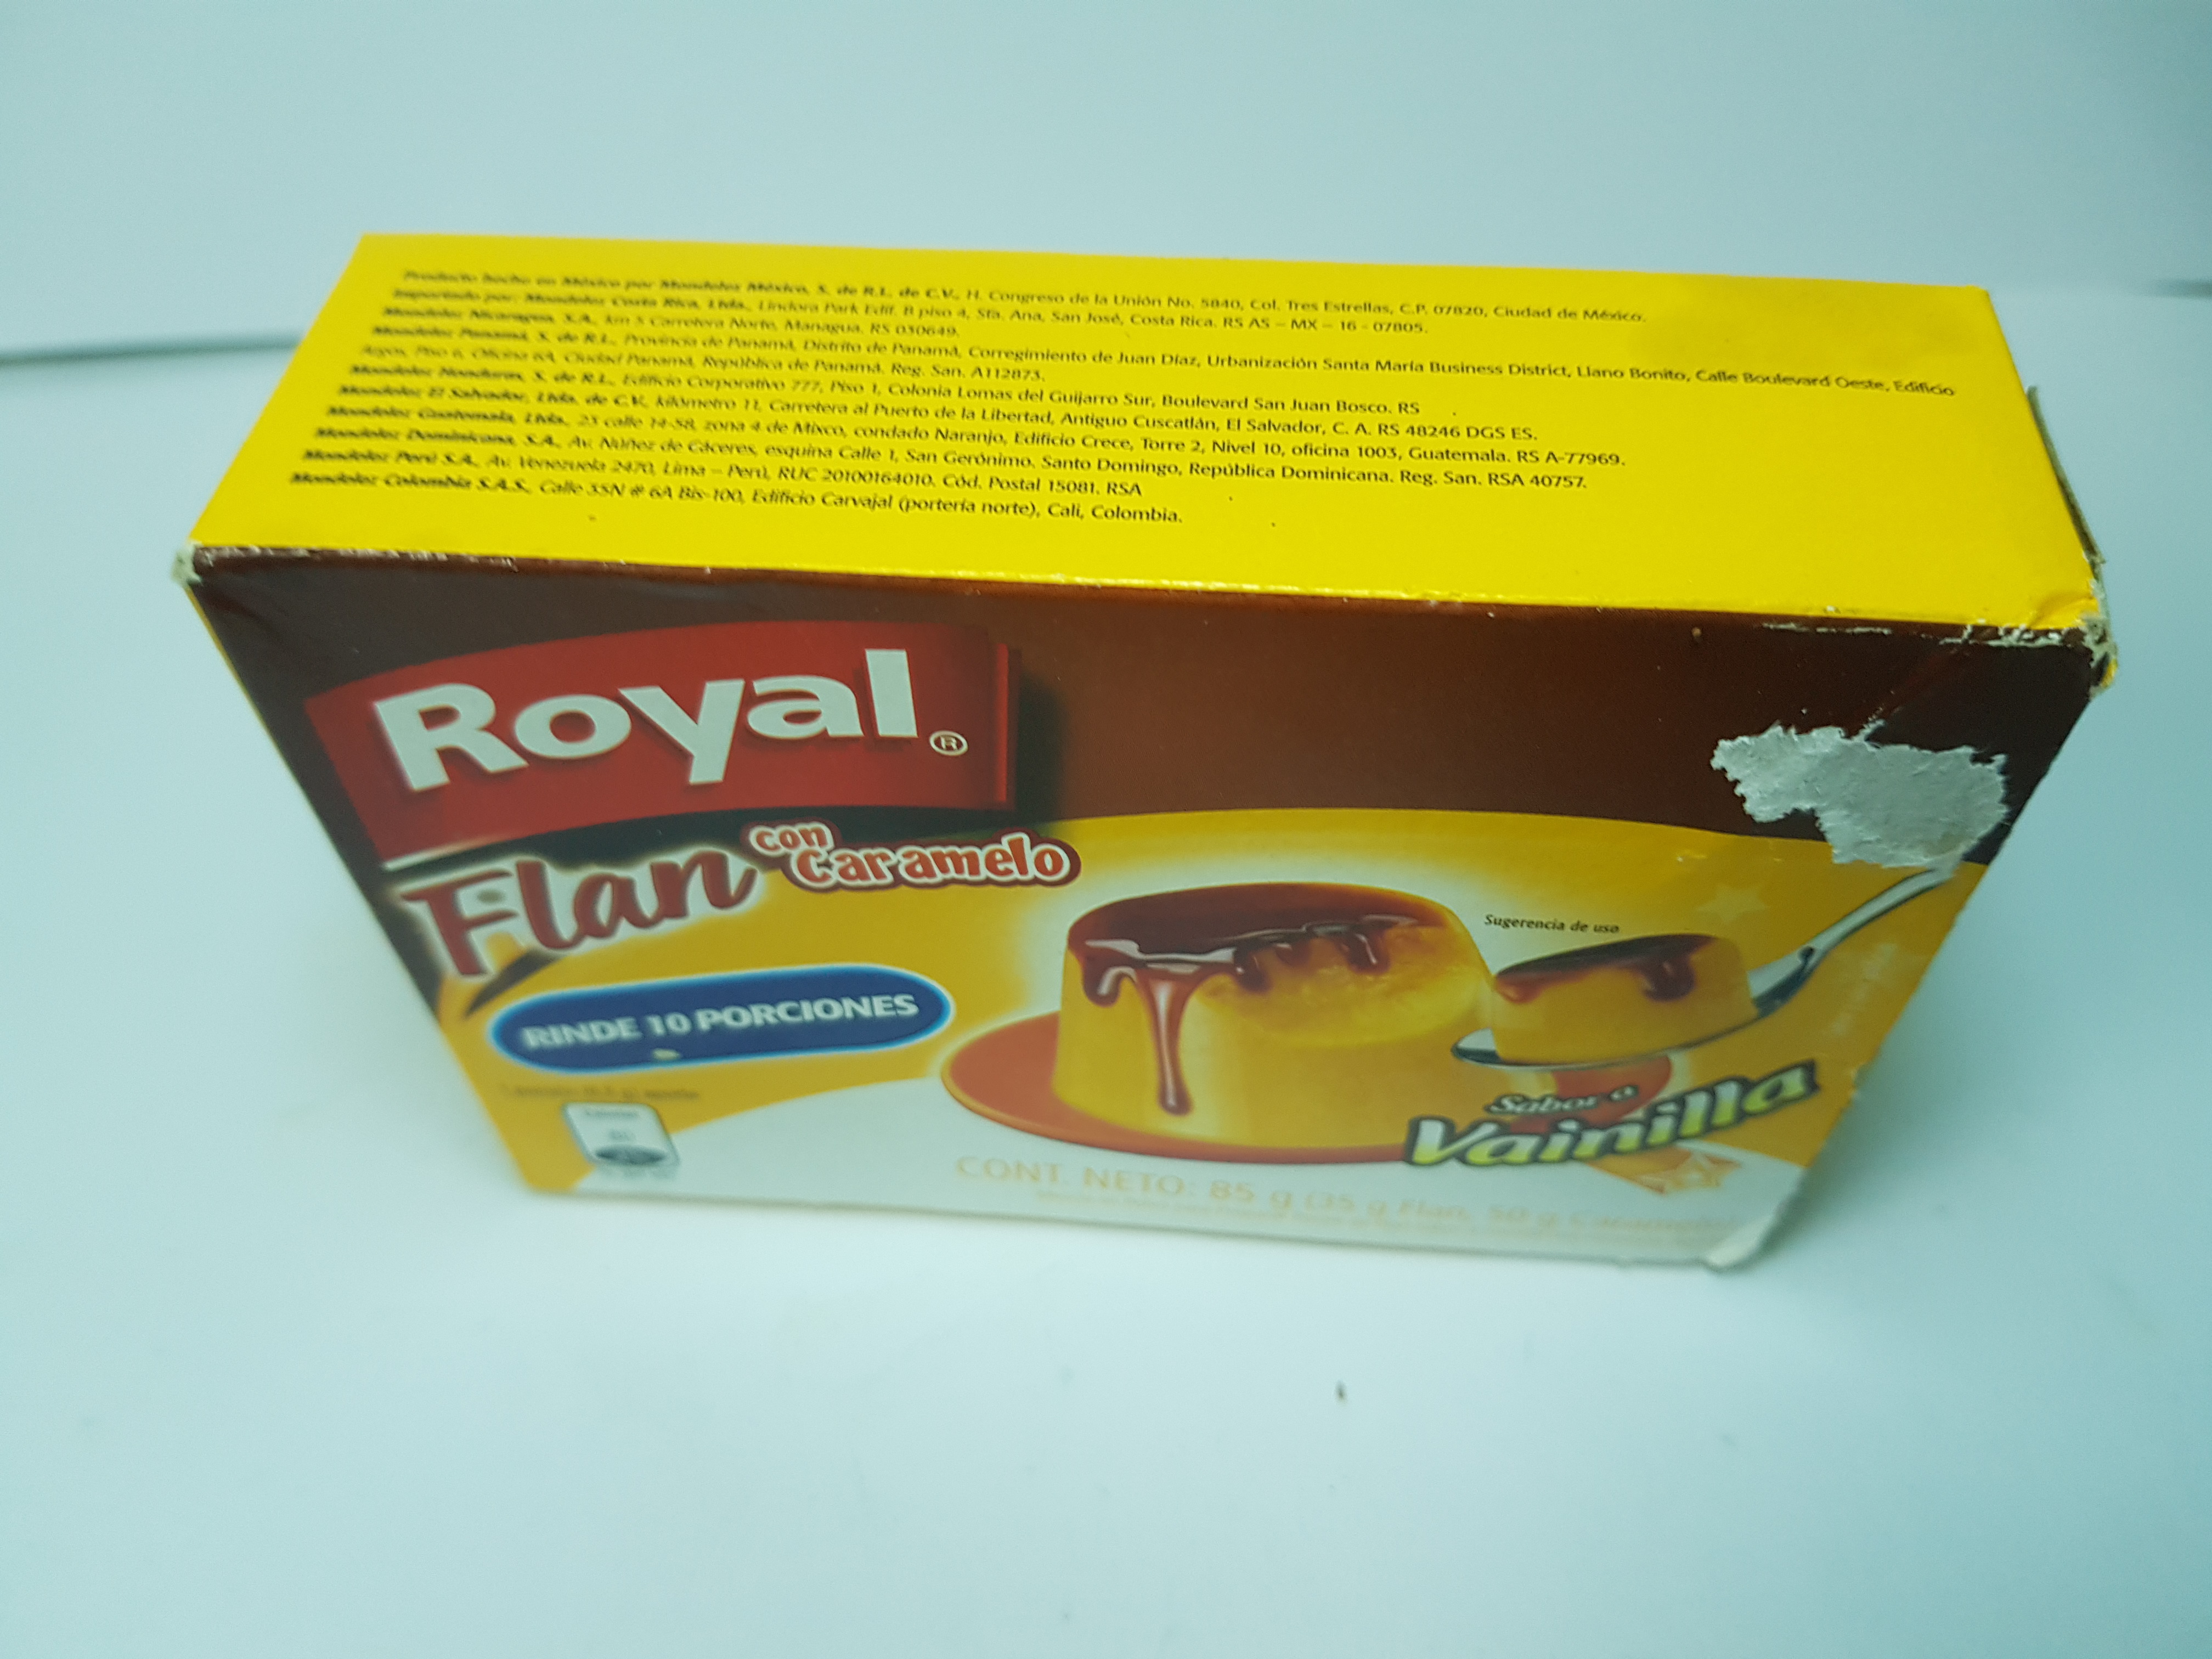 Producto hecho en México por Mondelez México, S. de R.L. de C.V., H. Congreso de la Unión No. 5840, Col. Tres Estrellas, C.P. 07820, Ciudad de México.
Importado por: Mondelez Costa Rica, Ltda., Lindora Park Edif. B piso 4, Sta. Ana, San José, Costa Rica. RS AS – MX – 16 - 07805.
Mondelez Nicaragua, S.A., km 5 Carretera Norte, Managua. RS 030649.
Mondelez Panamá, S. de R.L., Provincia de Panamá, Distrito de Panamá, Corregimiento de Juan Díaz, Urbanización Santa María Business District, Llano Bonito, Calle Boulevard Oeste, Edificio
Argos, Piso 6, Oficina 6A, Ciudad Panamá, República de Panamá. Reg. San. A112873.
Mondelez Honduras, S. de R.L., Edificio Corporativo 777, Piso 1, Colonia Lomas del Guijarro Sur, Boulevard San Juan Bosco. RS
Mondelez El Salvador, Ltda. de C.V., kilómetro 11, Carretera al Puerto de la Libertad, Antiguo Cuscatlán, El Salvador, C. A. RS 48246 DGS ES.
Mondelez Guatemala, Ltda., 23 calle 14-58, zona 4 de Mixco, condado Naranjo, Edificio Crece, Torre 2, Nivel 10, oficina 1003, Guatemala. RS A-77969.
Mondelez Dominicana, S.A., Av. Núñez de Cáceres, esquina Calle 1, San Gerónimo. Santo Domingo, República Dominicana. Reg. San. RSA 40757.
Mondelez Perú S.A., Av. Venezuela 2470, Lima – Perú, RUC 20100164010. Cód. Postal 15081. RSA
Mondelez Colombia S.A.S., Calle 35N # 6A Bis-100, Edificio Carvajal (portería norte), Cali, Colombia.
Royal®
Flan con Caramelo
Sugerencia de uso
RINDE 10 PORCIONES
Sabor a
Vainilla
CONT. NETO: 85 g (35 g Flan, 50 g Caramelo)